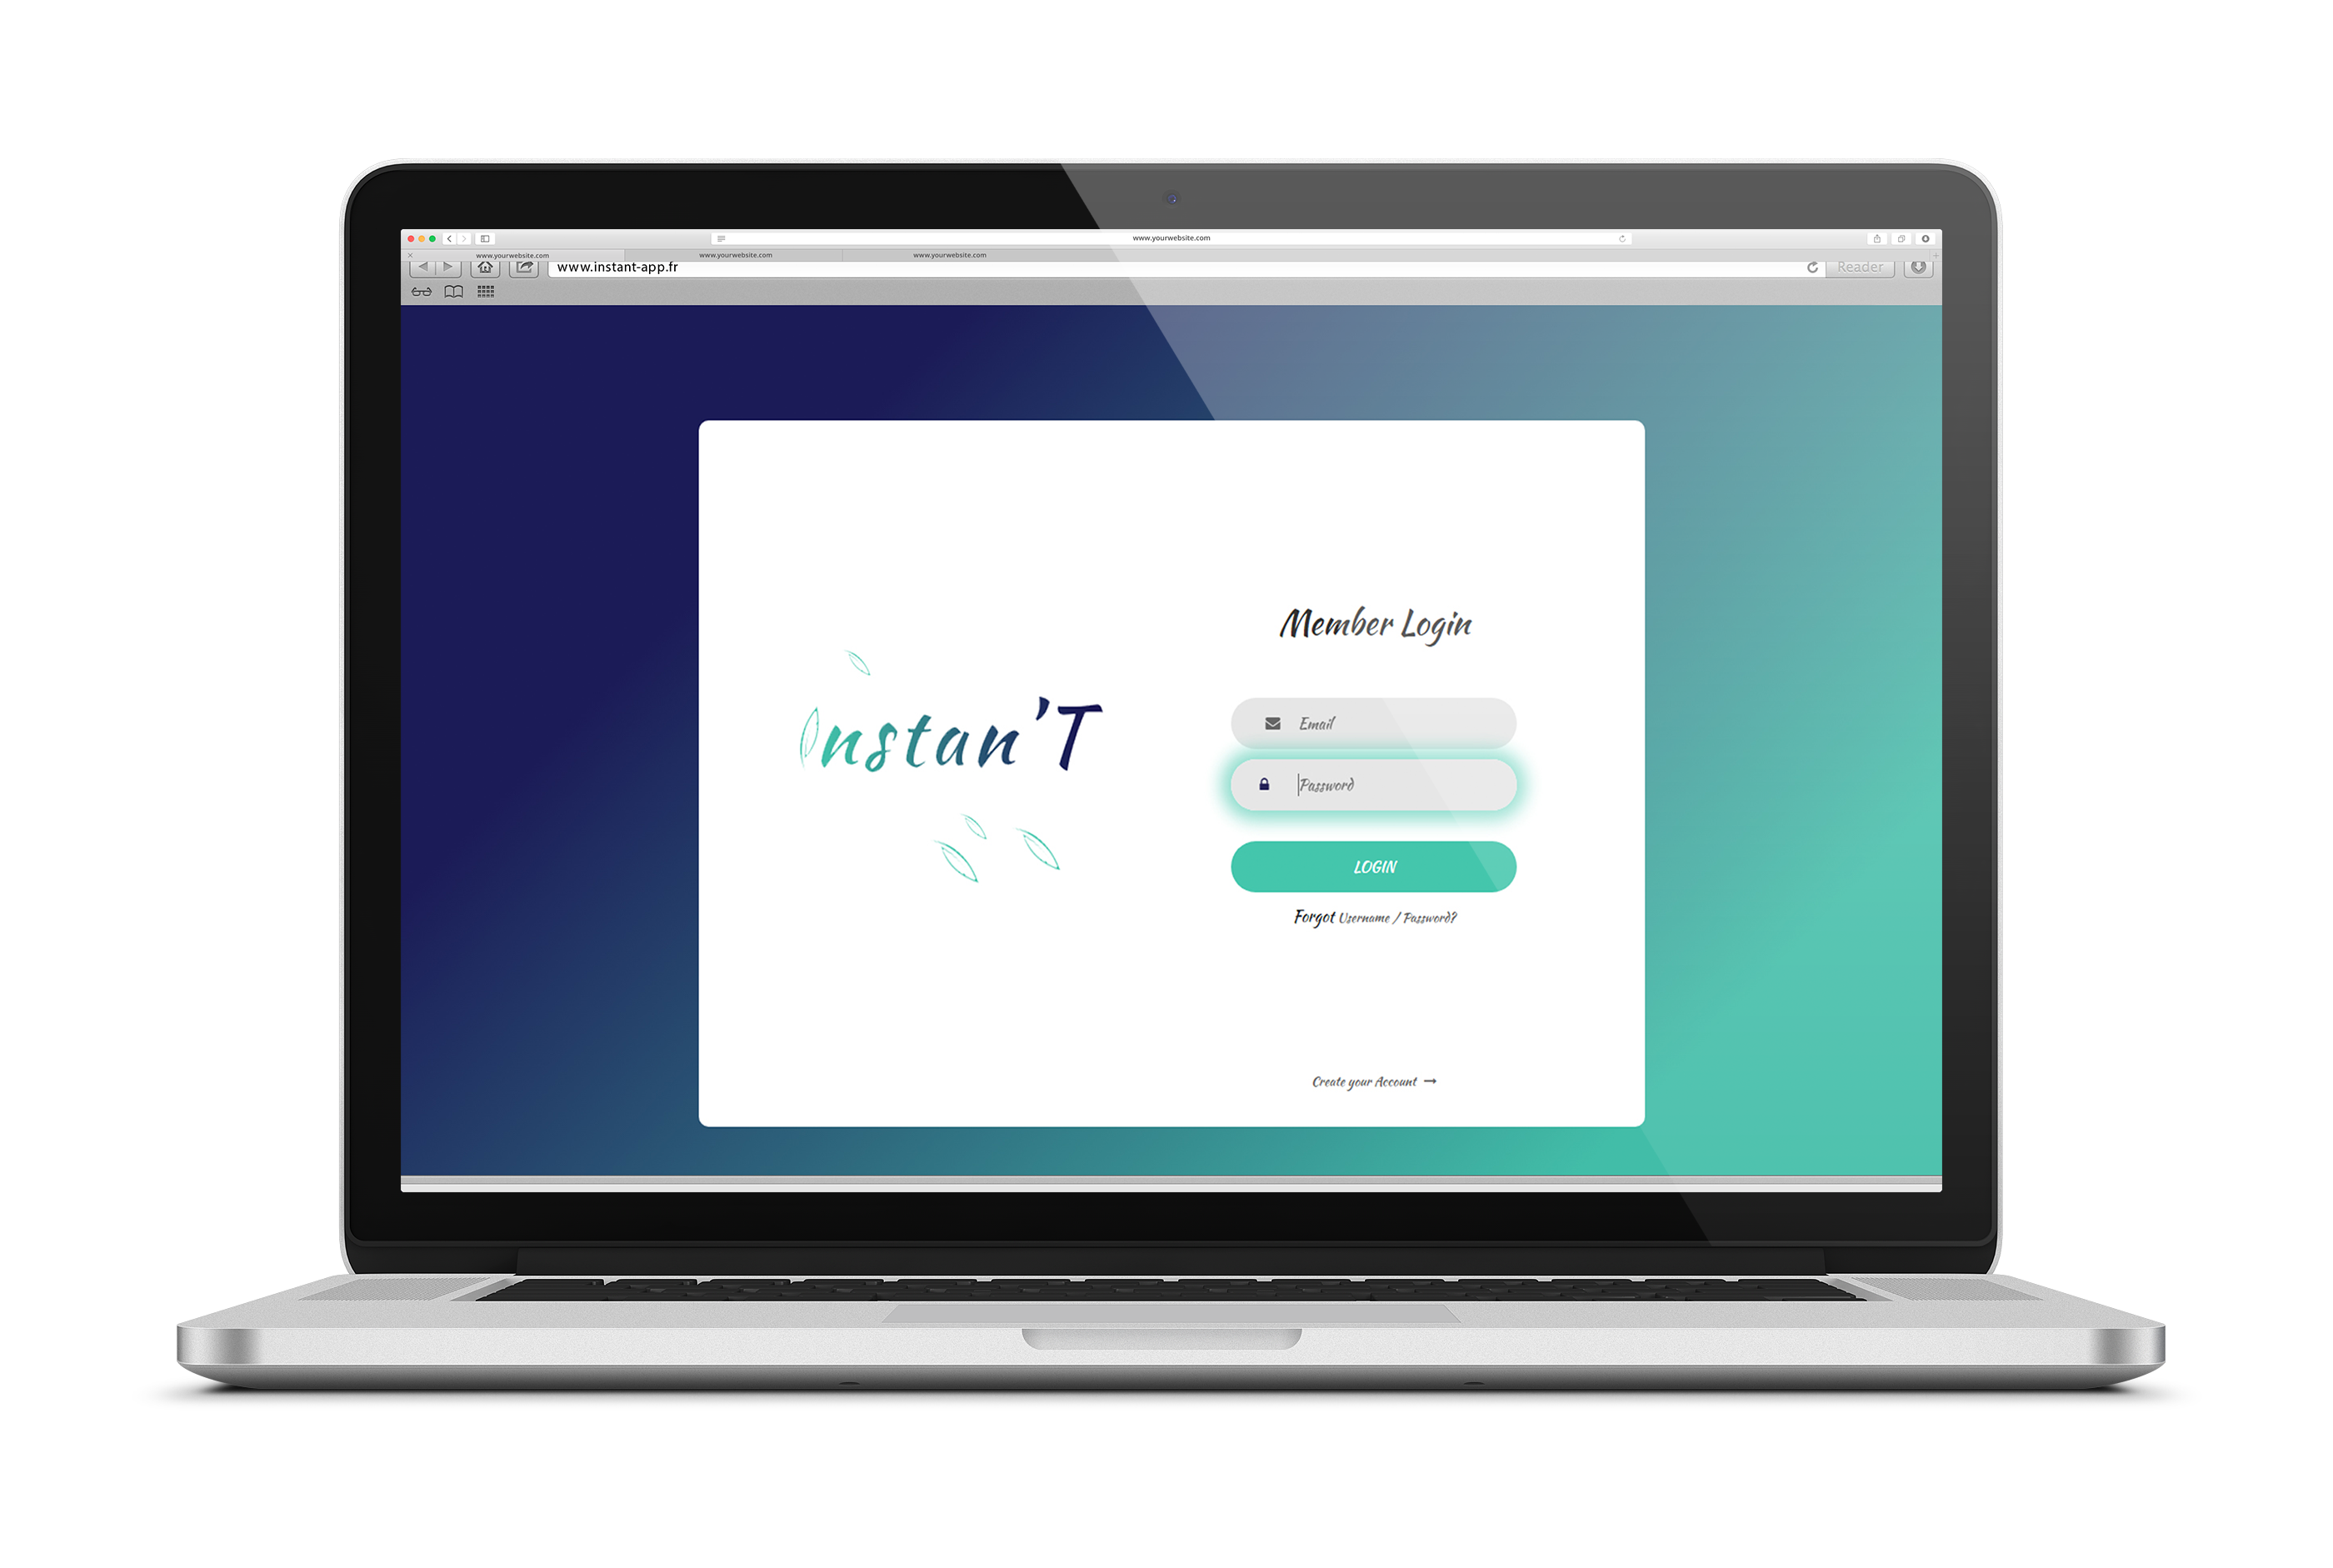 www.yourwebsite.com
www.yourwebsite.com www.yourwebsite.com www.yourwebsite.com
www.instant-app.fr Reader
Member Login
Instan'T
Email
Password
LOGIN
Forgot Username / Password?
Create your Account →